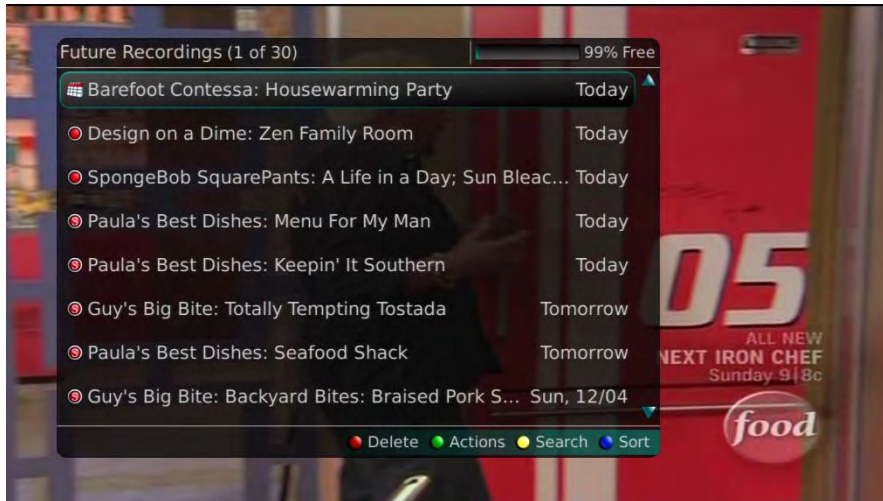 Future Recordings (1 of 30) 99% Free
Barefoot Contessa: Housewarming Party Today
Design on a Dime: Zen Family Room Today
SpongeBob SquarePants: A Life in a Day; Sun Bleac... Today
Paula's Best Dishes: Menu For My Man Today
Paula's Best Dishes: Keepin' It Southern Today
Guy's Big Bite: Totally Tempting Tostada Tomorrow
Paula's Best Dishes: Seafood Shack Tomorrow
Guy's Big Bite: Backyard Bites: Braised Pork S... Sun, 12/04
Delete Actions Search Sort
05
ALL NEW
NEXT IRON CHEF
Sunday 9|8c
food